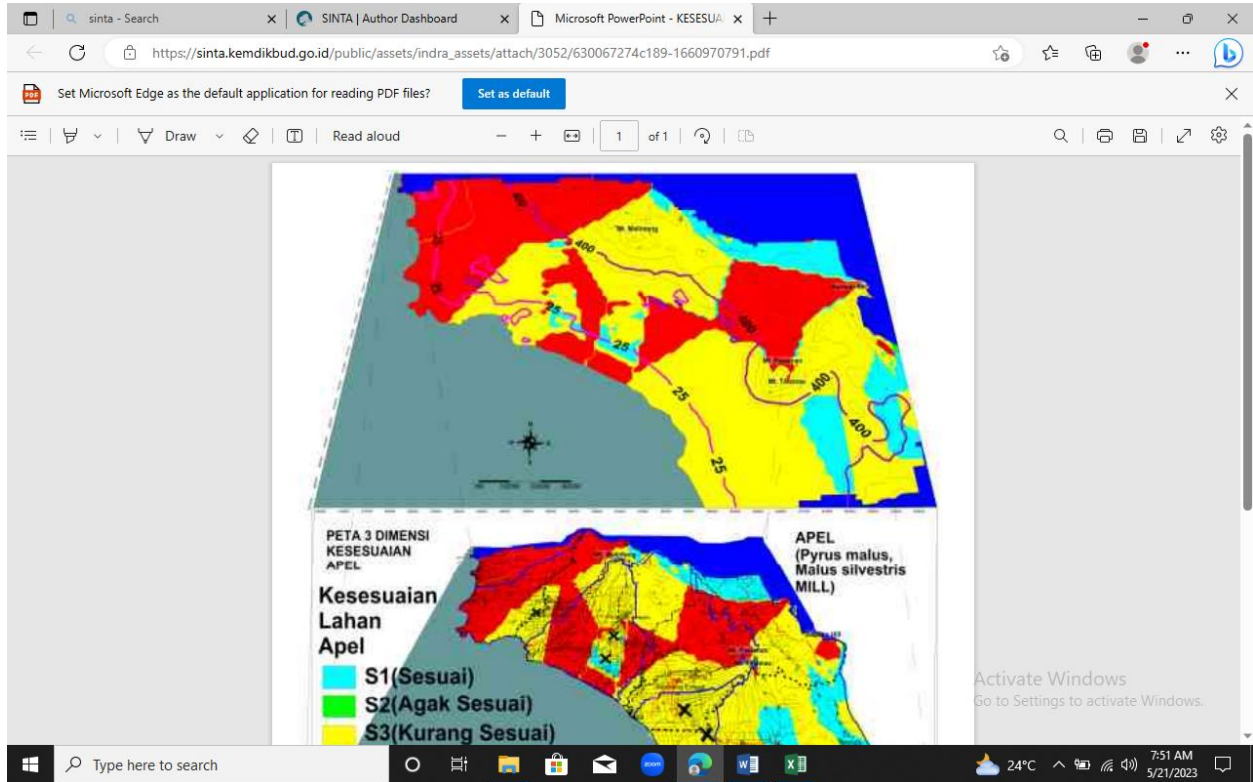 sinta - Search
SINTA | Author Dashboard
Microsoft PowerPoint - KESESUA
https://sinta.kemdikbud.go.id/public/assets/indra_assets/attach/3052/630067274c189-1660970791.pdf
Set Microsoft Edge as the default application for reading PDF files?
Set as default
Draw
Read aloud
1
of 1
400
400
400
400
25
25
25
25
PETA 3 DIMENSI
KESESUAIAN
APEL
APEL
(Pyrus malus,
Malus silvestris
MILL)
Kesesuaian
Lahan
Apel
S1(Sesuai)
S2(Agak Sesuai)
S3(Kurang Sesuai)
Activate Windows
Go to Settings to activate Windows.
Type here to search
zoom
24°C
7:51 AM
5/21/2023